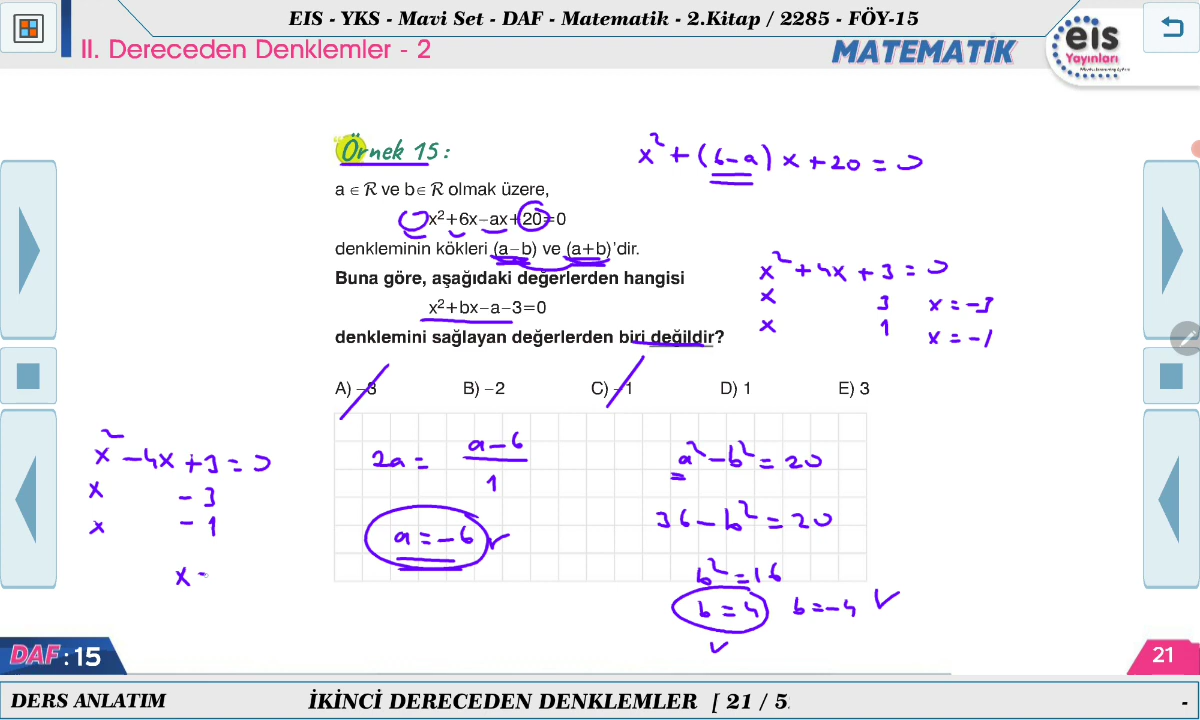 EIS - YKS - Mavi Set - DAF - Matematik - 2.Kitap / 2285 - FÖY-15
II. Dereceden Denklemler - 2
MATEMATİK
eis
Yayınları
Örnek 15:
a ∈ R ve b∈ R olmak üzere,
x²+6x−ax+20=0
denkleminin kökleri (a−b) ve (a+b)'dir.
Buna göre, aşağıdaki değerlerden hangisi
x²+bx−a−3=0
denklemini sağlayan değerlerden biri değildir?
A) −3 B) −2 C) −1 D) 1 E) 3
x²+(6−a)x+20=0
x²+4x+3=0
x 3 x=−3
x 1 x=−1
x²−4x+3=0
x −3
x −1
x =
2a = a−6
1
a=−6
a²−b²=20
36−b²=20
b²=16
b=4 b=−4
DAF:15
21
DERS ANLATIM
İKİNCİ DERECEDEN DENKLEMLER [ 21 / 5
-